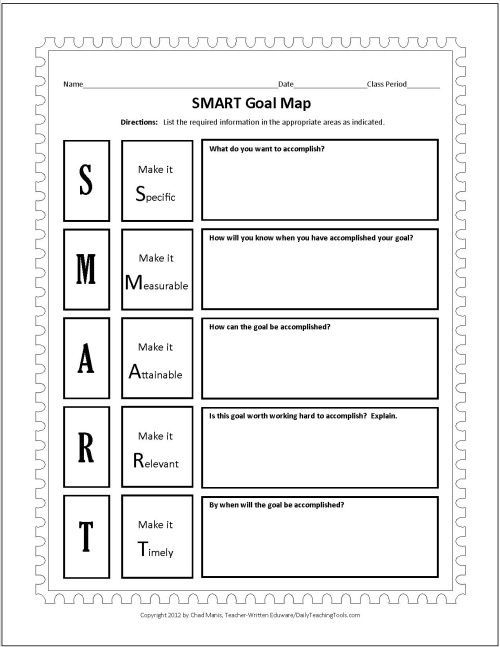 Name Date Class Period
SMART Goal Map
Directions: List the required information in the appropriate areas as indicated.
S
Make it
Specific
What do you want to accomplish?
M
Make it
Measurable
How will you know when you have accomplished your goal?
A
Make it
Attainable
How can the goal be accomplished?
R
Make it
Relevant
Is this goal worth working hard to accomplish? Explain.
T
Make it
Timely
By when will the goal be accomplished?
Copyright 2012 by Chad Manis, Teacher-Written Eduware/DailyTeachingTools.com